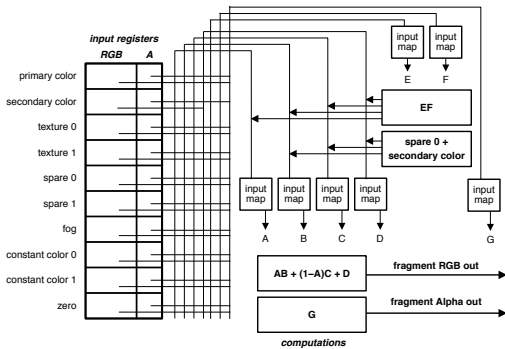 input registers
RGB A
primary color
secondary color
texture 0
texture 1
spare 0
spare 1
fog
constant color 0
constant color 1
zero
input map
input map
E F
EF
spare 0 +
secondary color
input map
input map
input map
input map
input map
A B C D G
AB + (1–A)C + D
fragment RGB out
G
fragment Alpha out
computations